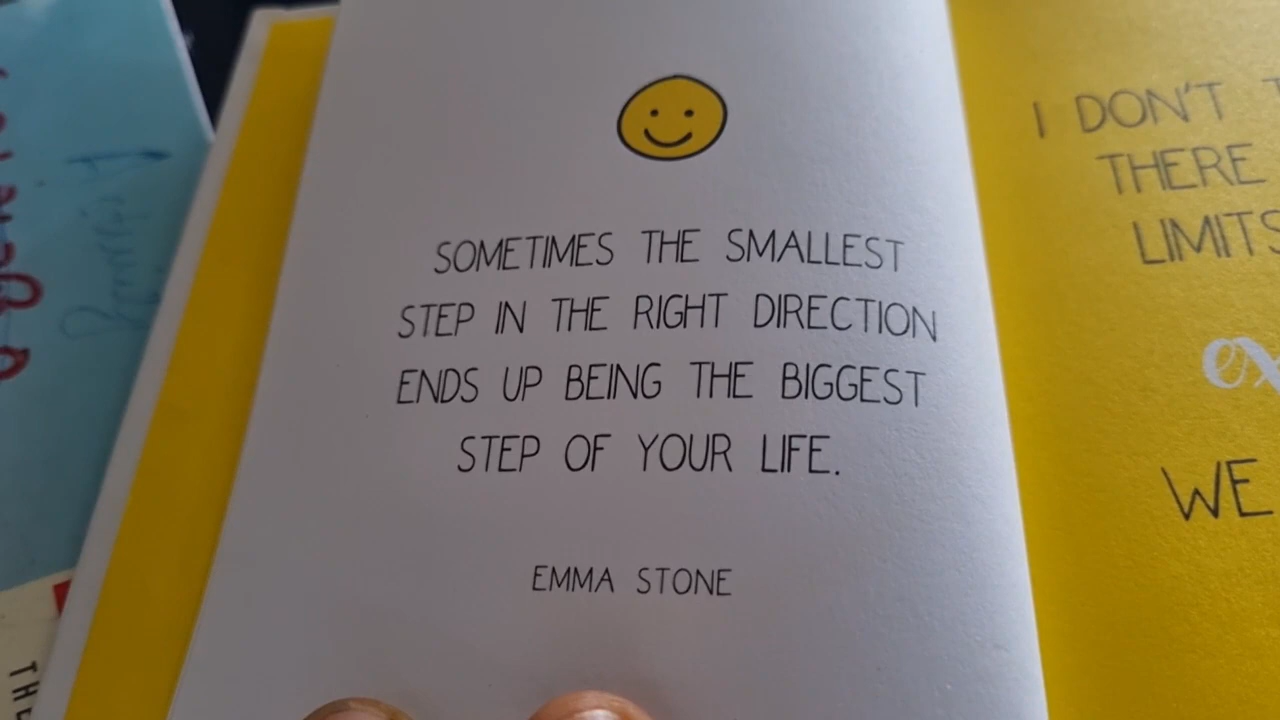 SOMETIMES THE SMALLEST
STEP IN THE RIGHT DIRECTION
ENDS UP BEING THE BIGGEST
STEP OF YOUR LIFE.
EMMA STONE
I DON'T
THERE
LIMITS
WE